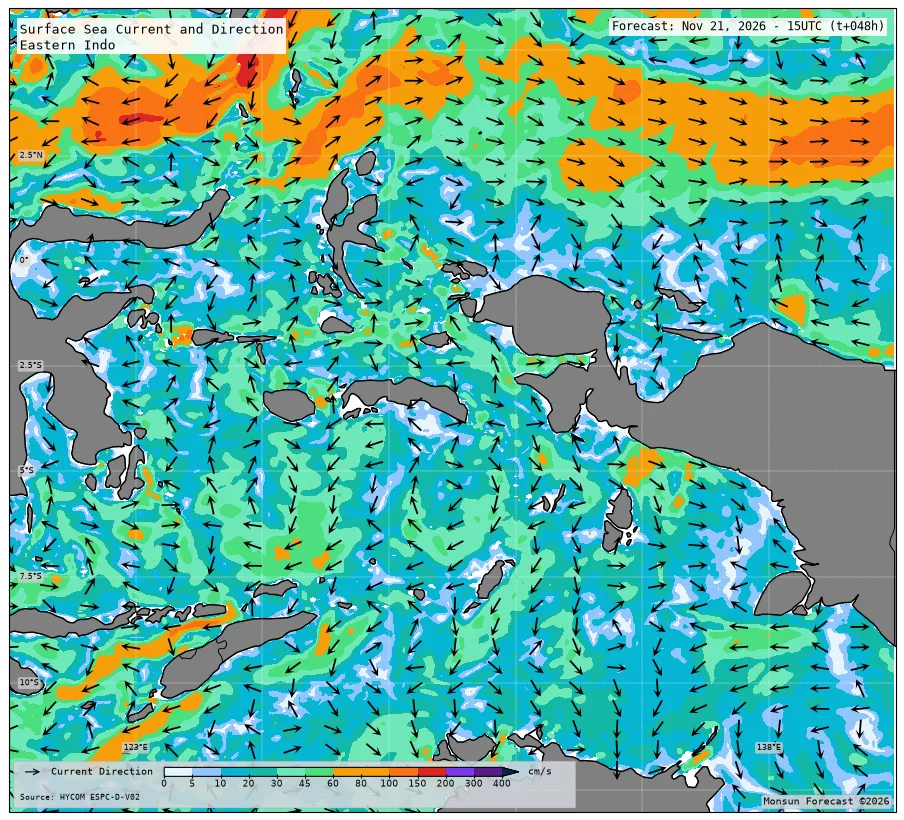 Surface Sea Current and Direction
Eastern Indo
Forecast: Nov 21, 2026 - 15UTC (t+048h)
2.5°N
0°
2.5°S
5°S
7.5°S
10°S
123°E
138°E
Current Direction
0 5 10 20 30 45 60 80 100 150 200 300 400
cm/s
Source: HYCOM ESPC-D-V02
Monsun Forecast ©2026